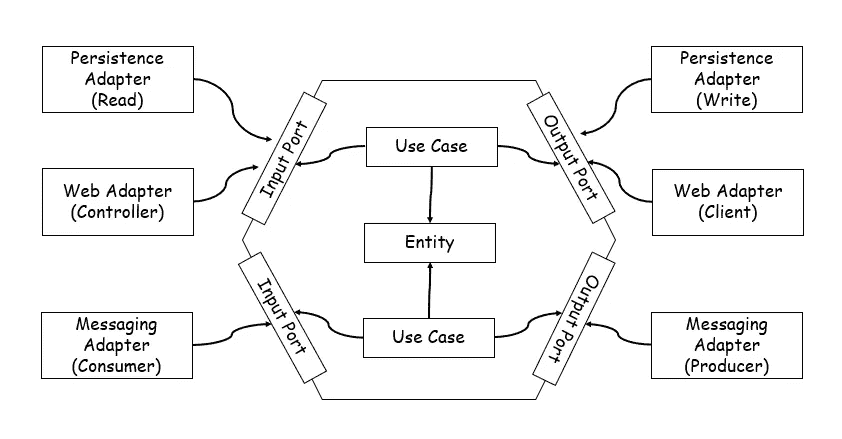 Persistence
Adapter
(Read)
Persistence
Adapter
(Write)
Input Port
Use Case
Output Port
Web Adapter
(Controller)
Web Adapter
(Client)
Entity
Input Port
Use Case
Output Port
Messaging
Adapter
(Consumer)
Messaging
Adapter
(Producer)